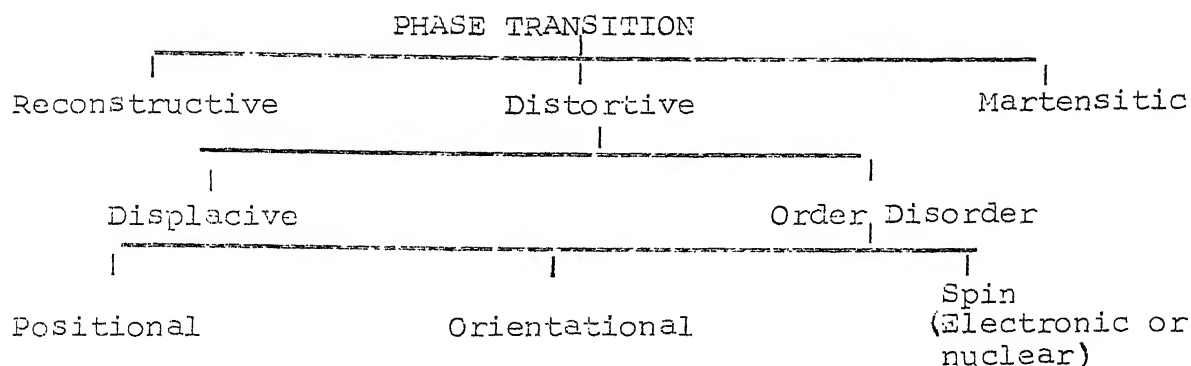 PHASE TRANSITION
Reconstructive Distortive Martensitic
Displacive Order Disorder
Positional Orientational Spin
(Electronic or
nuclear)